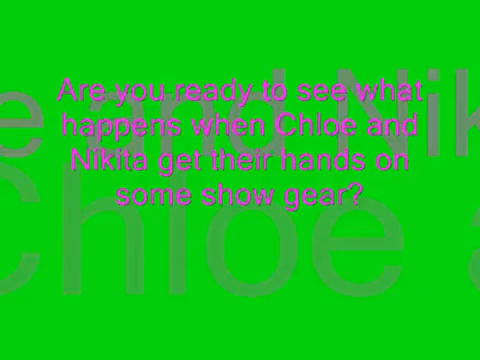 Are you ready to see what
happens when Chloe and
Nikita get their hands on
some show gear?
e and Nik
Chloe a